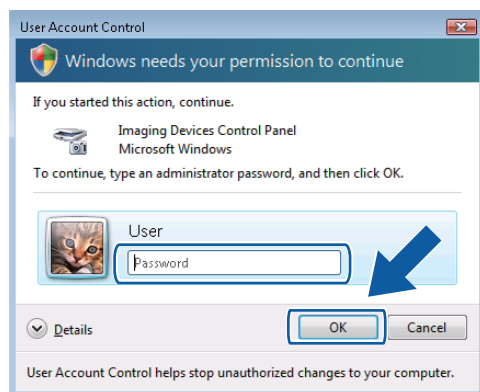 User Account Control
Windows needs your permission to continue
If you started this action, continue.
Imaging Devices Control Panel
Microsoft Windows
To continue, type an administrator password, and then click OK.
User
Password
Details
OK
Cancel
User Account Control helps stop unauthorized changes to your computer.